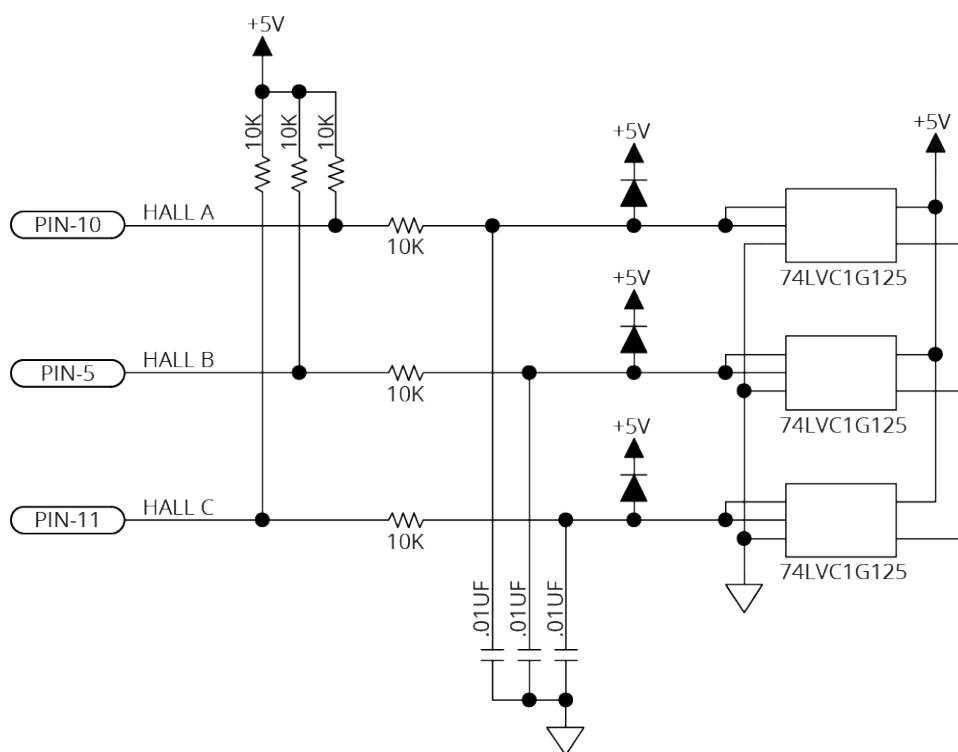 +5V
10K
10K
10K
+5V
+5V
PIN-10
HALL A
10K
74LVC1G125
+5V
PIN-5
HALL B
10K
74LVC1G125
+5V
PIN-11
HALL C
10K
74LVC1G125
.01UF
.01UF
.01UF